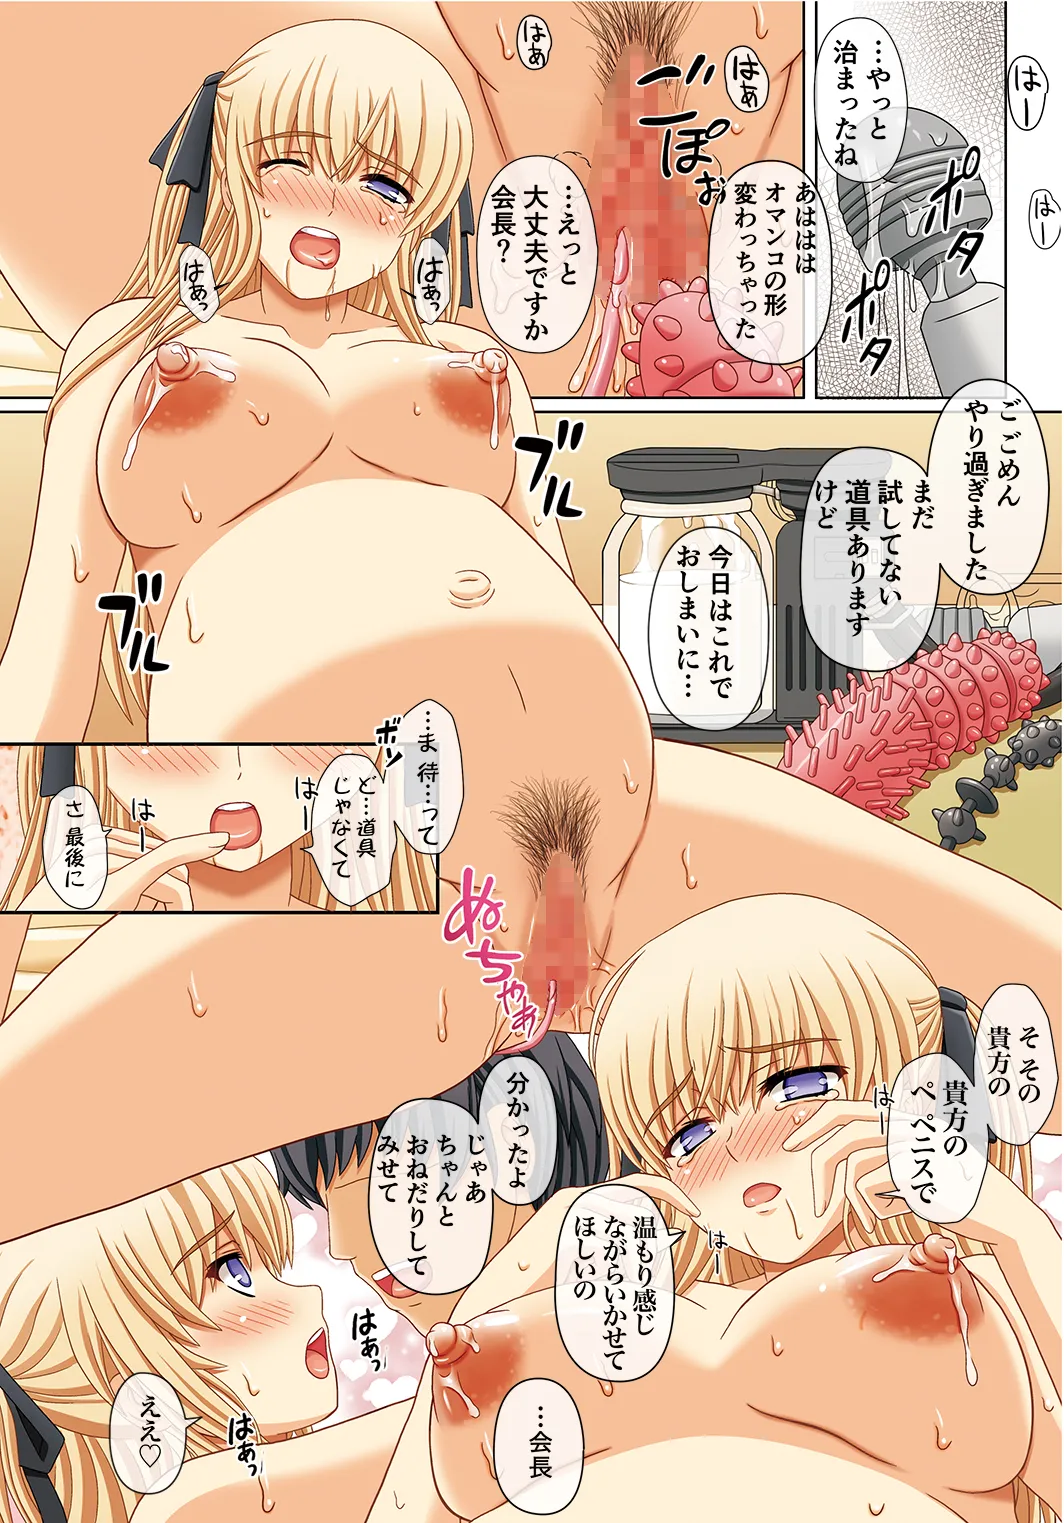 はー
はー
…やっと
治まったね
ポタ
ポタ
はぁ
はぁ
ごぽぉ
あははは
オマンコの形
変わっちゃった
…えっと
大丈夫ですか
会長？
はぁっ
はぁっ
ブル
ブル
ご ごめん
やり過ぎました
まだ
試してない
道具あります
けど
今日はこれで
おしまいに…
ボソ
…ま 待…って
ど…道具
じゃなくて
はー
はー
さ 最後に
ぬちゃぁ
そ その
貴方の
貴方の
ペ ペニスで
はー
はー
温もり感じ
ながらいかせて
ほしいの
…会長
分かったよ
じゃあ
ちゃんと
おねだりして
みせて
はぁっ
はぁっ
ええ♡